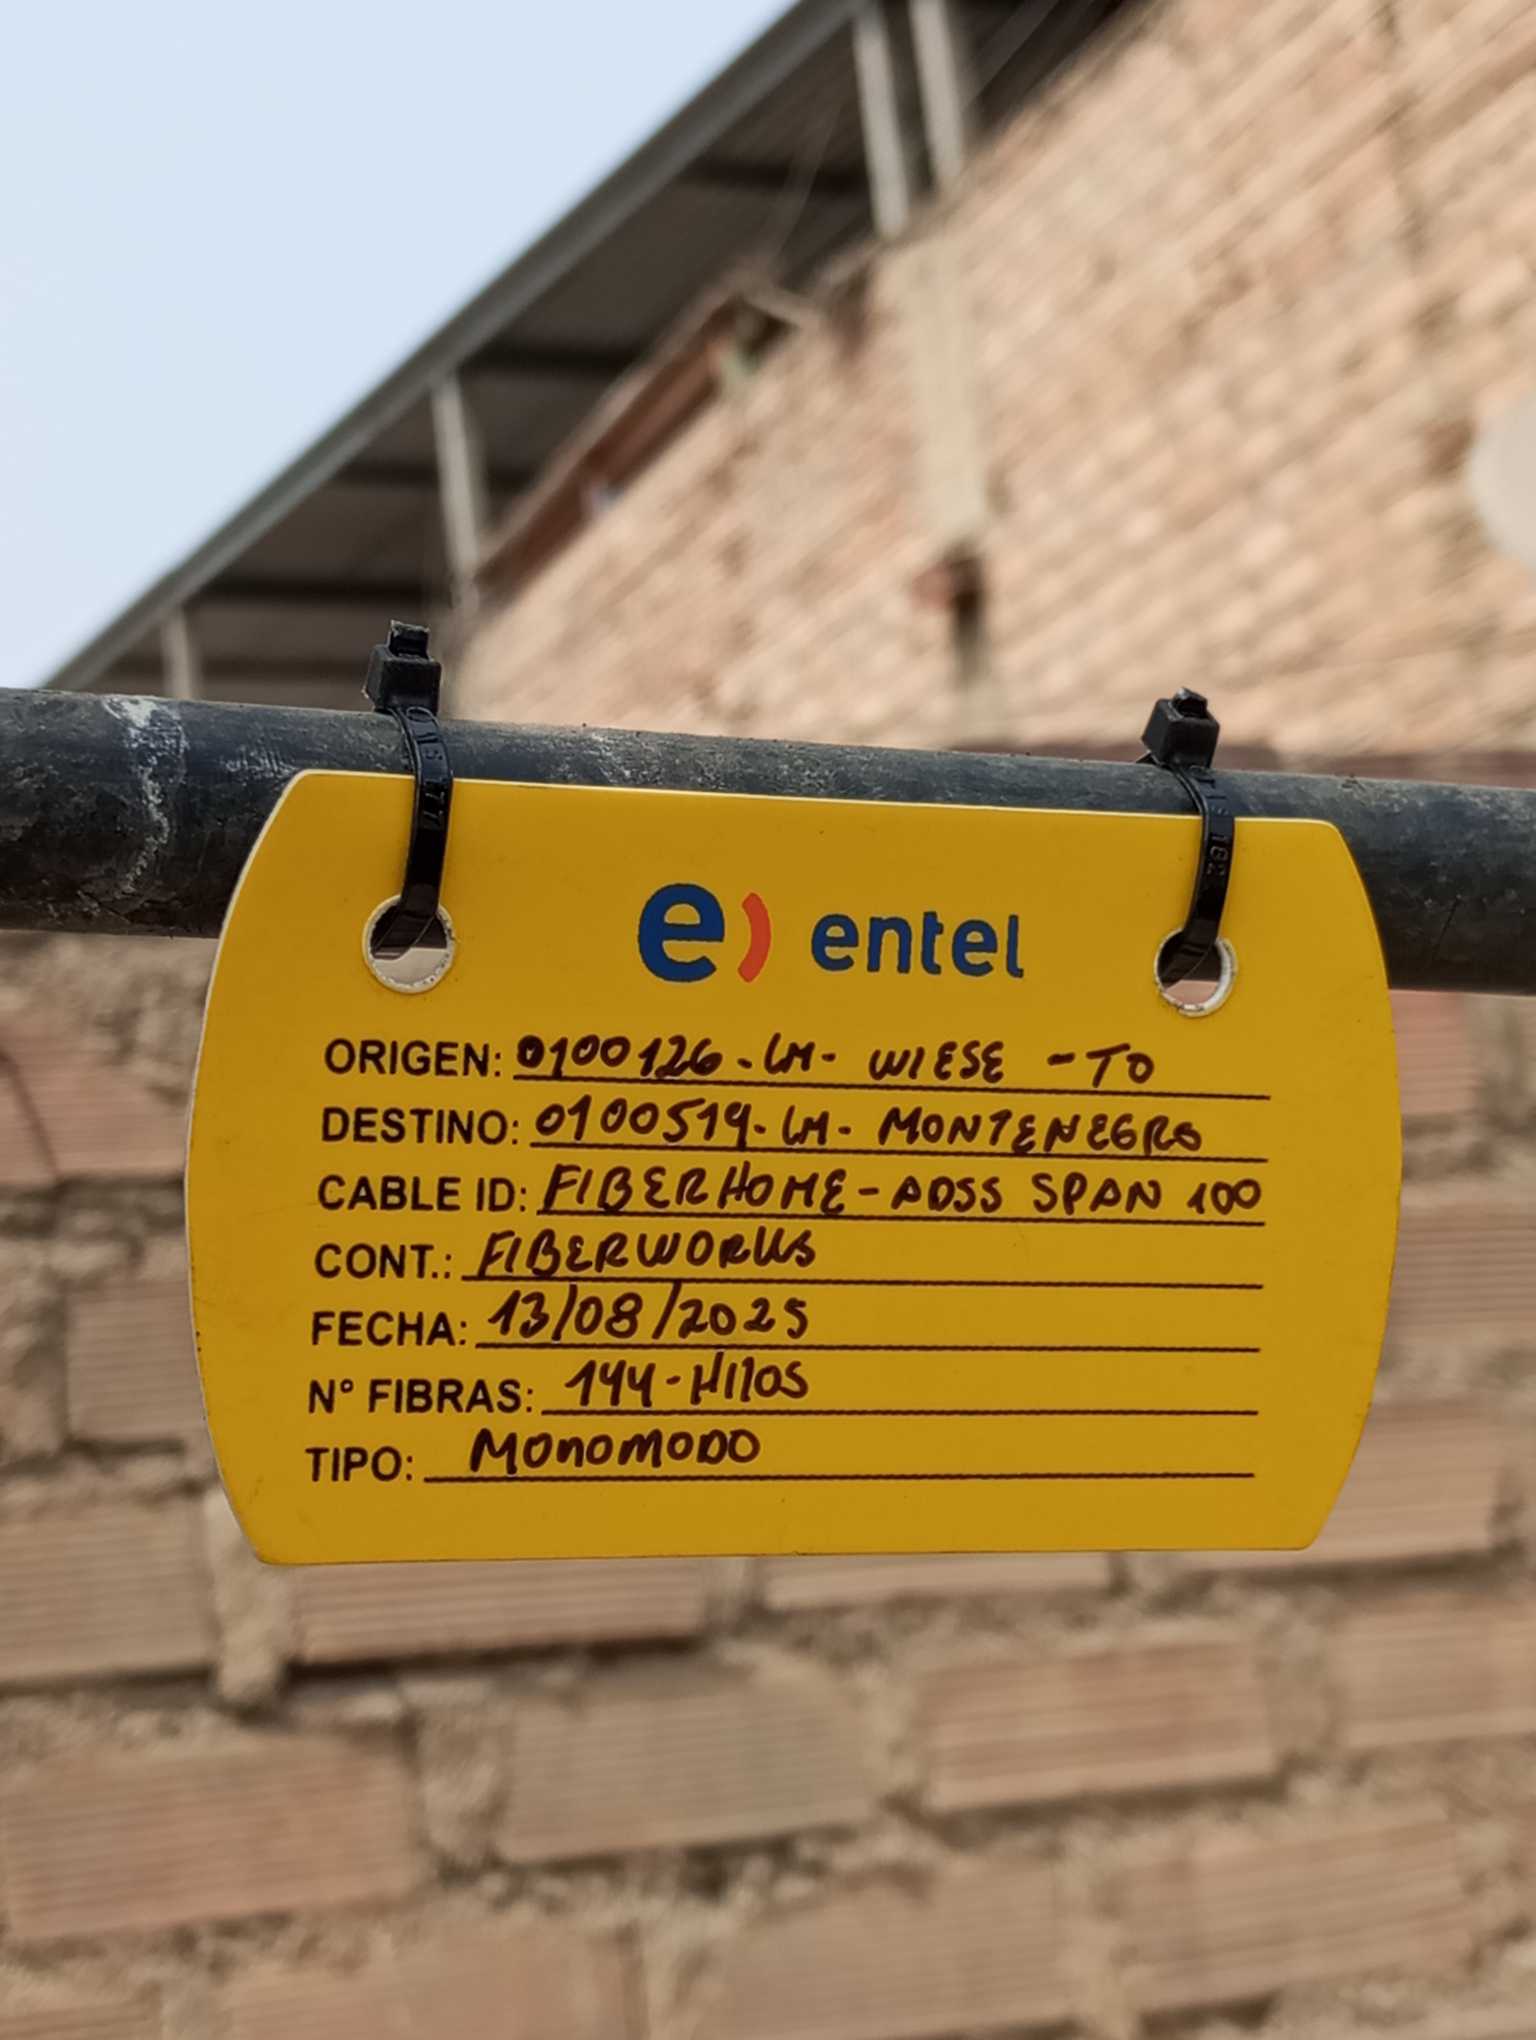 e) entel
ORIGEN: 0100126-LM- WIESE - TO
DESTINO: 0100519-LM- MONTENEGRO
CABLE ID: FIBERHOME-ADSS SPAN 100
CONT.: FIBERWORKS
FECHA: 13/08/2025
N° FIBRAS: 144-HILOS
TIPO: MONOMODO